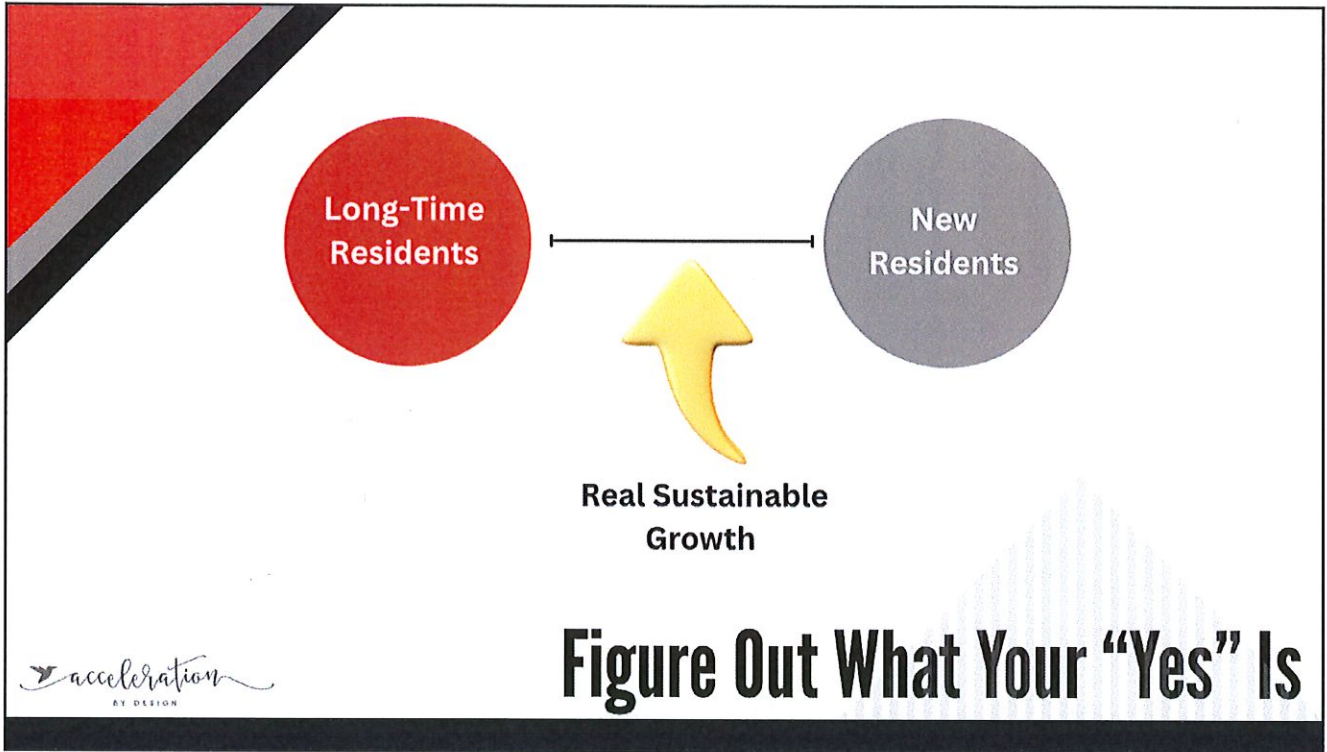 Long-Time
Residents
New
Residents
Real Sustainable
Growth
Figure Out What Your “Yes” Is
acceleration
BY DESIGN